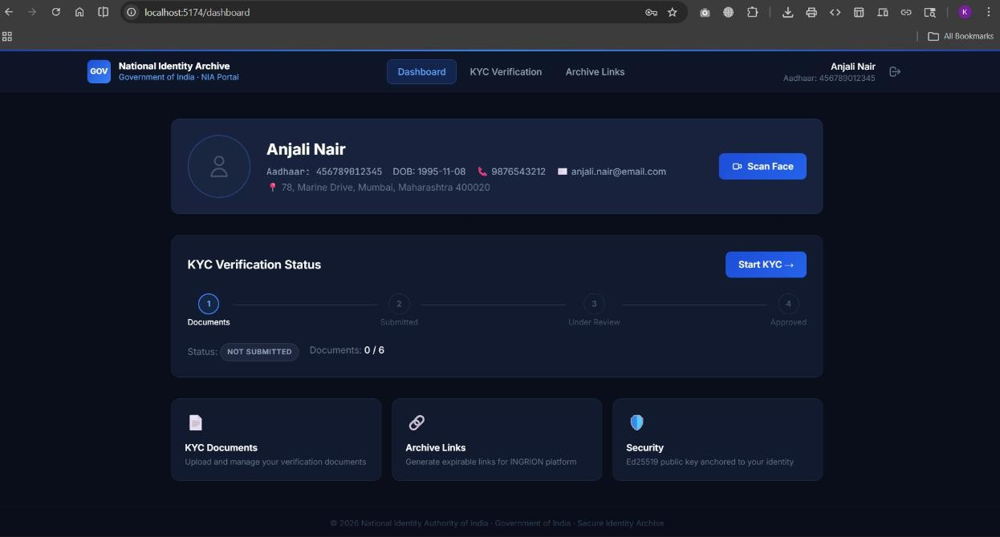 localhost:5174/dashboard
K
All Bookmarks
GOV
National Identity Archive
Government of India · NIA Portal
Dashboard
KYC Verification
Archive Links
Anjali Nair
Aadhaar: 456789012345
Anjali Nair
Aadhaar: 456789012345 DOB: 1995-11-08 9876543212 anjali.nair@email.com
78, Marine Drive, Mumbai, Maharashtra 400020
Scan Face
KYC Verification Status
Start KYC →
1 2 3 4
Documents Submitted Under Review Approved
Status: NOT SUBMITTED Documents: 0 / 6
KYC Documents
Upload and manage your verification documents
Archive Links
Generate expirable links for INGRION platform
Security
Ed25519 public key anchored to your identity
© 2026 National Identity Authority of India · Government of India · Secure Identity Archive